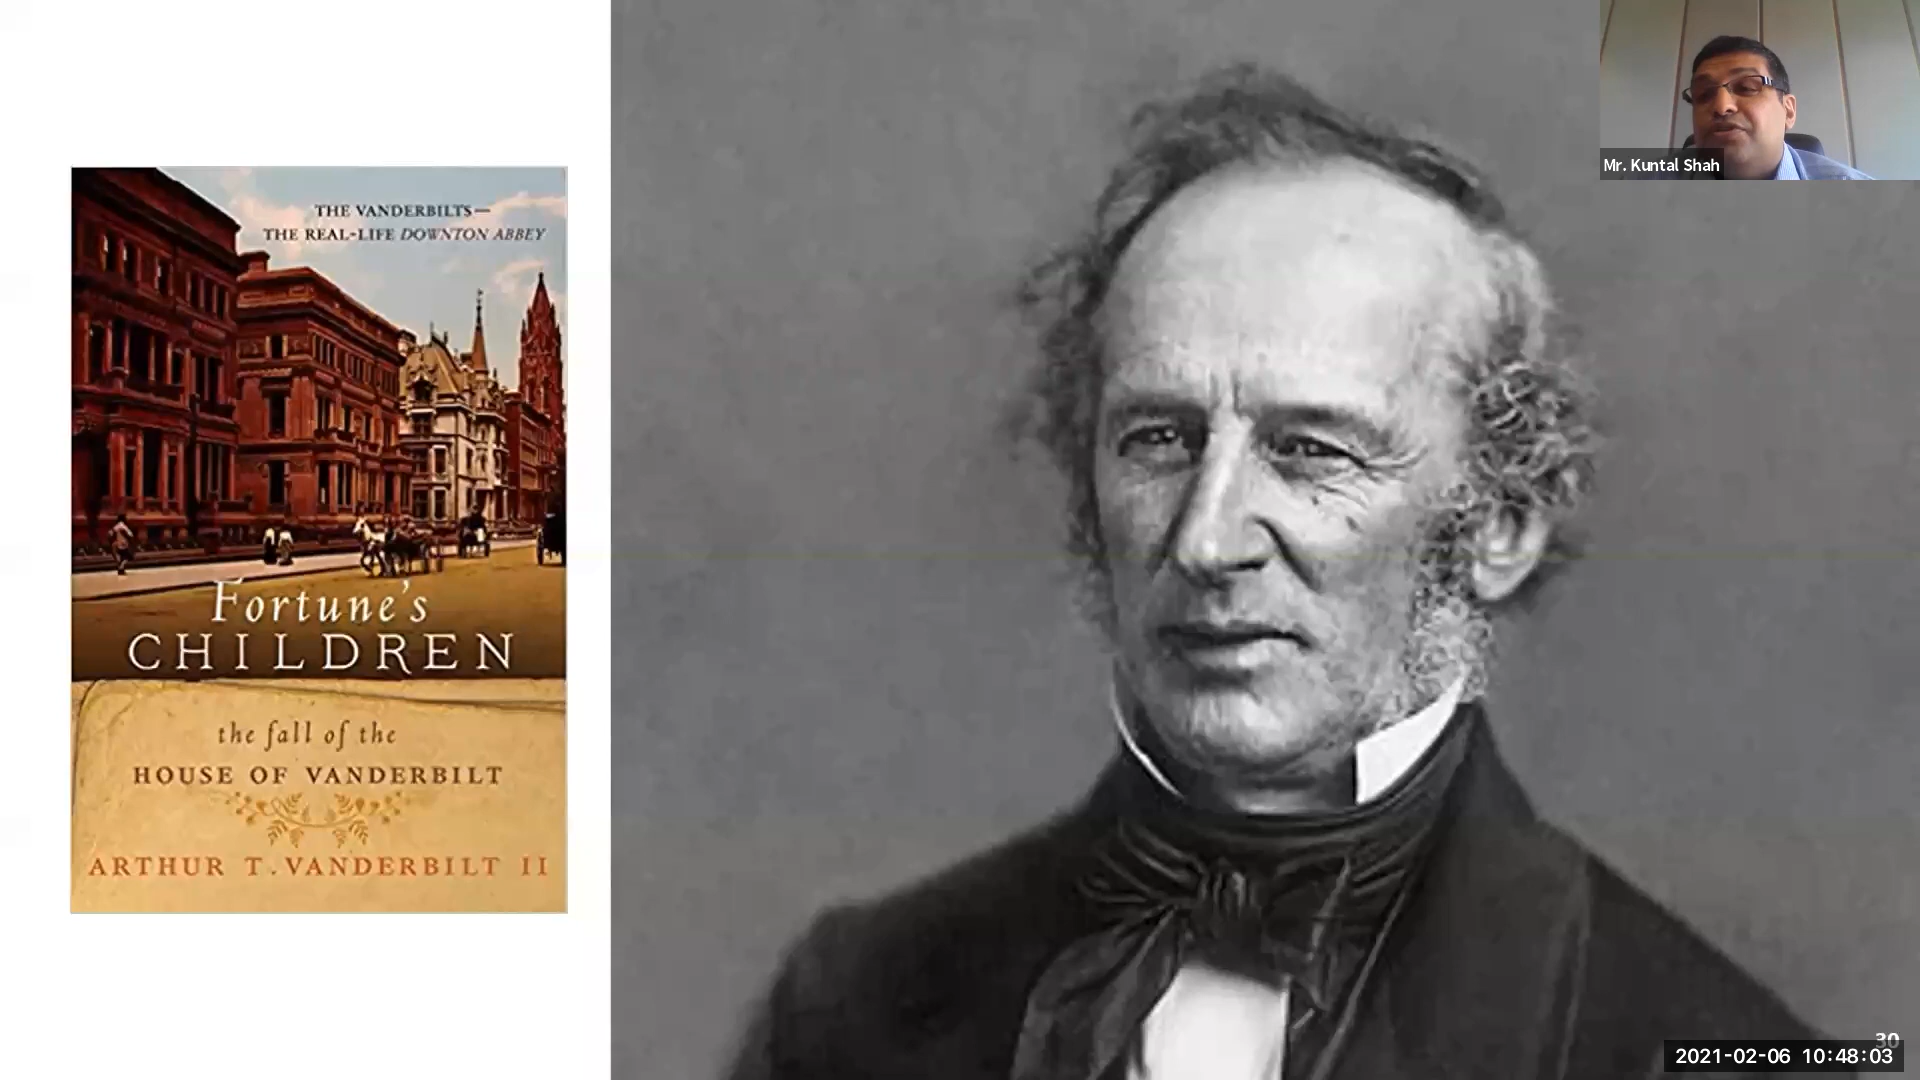 THE VANDERBILTS—
THE REAL-LIFE DOWNTON ABBEY
Fortune's
CHILDREN
the fall of the
HOUSE OF VANDERBILT
ARTHUR T. VANDERBILT II
Mr. Kuntal Shah
30
2021-02-06 10:48:03